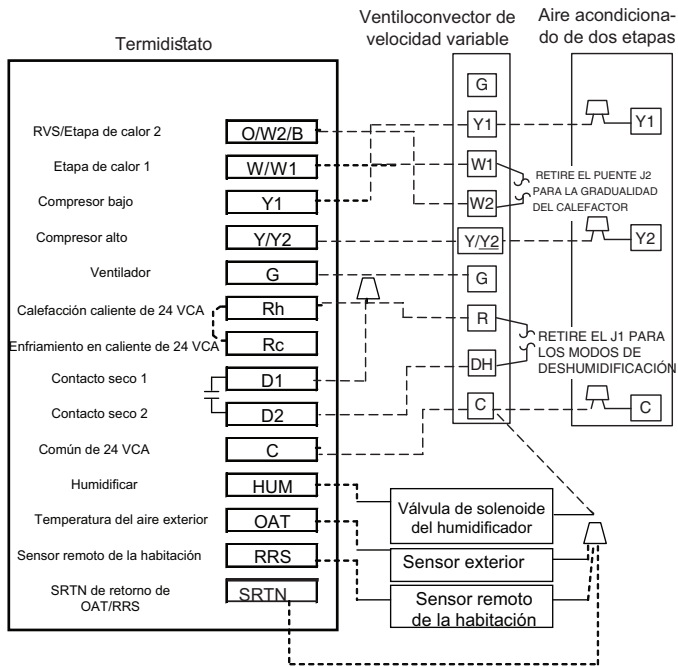 Termidistato
Ventiloconvector de
velocidad variable
Aire acondiciona-
do de dos etapas
RVS/Etapa de calor 2
O/W2/B
Etapa de calor 1
W/W1
Compresor bajo
Y1
Compresor alto
Y/Y2
Ventilador
G
Calefacción caliente de 24 VCA
Rh
Enfriamiento en caliente de 24 VCA
Rc
Contacto seco 1
D1
Contacto seco 2
D2
Común de 24 VCA
C
Humidificar
HUM
Temperatura del aire exterior
OAT
Sensor remoto de la habitación
RRS
SRTN de retorno de
OAT/RRS
SRTN
G
Y1
W1
W2
Y/Y2
G
R
DH
C
RETIRE EL PUENTE J2
PARA LA GRADUALIDAD
DEL CALEFACTOR
RETIRE EL J1 PARA
LOS MODOS DE
DESHUMIDIFICACIÓN
Y1
Y2
C
Válvula de solenoide
del humidificador
Sensor exterior
Sensor remoto
de la habitación